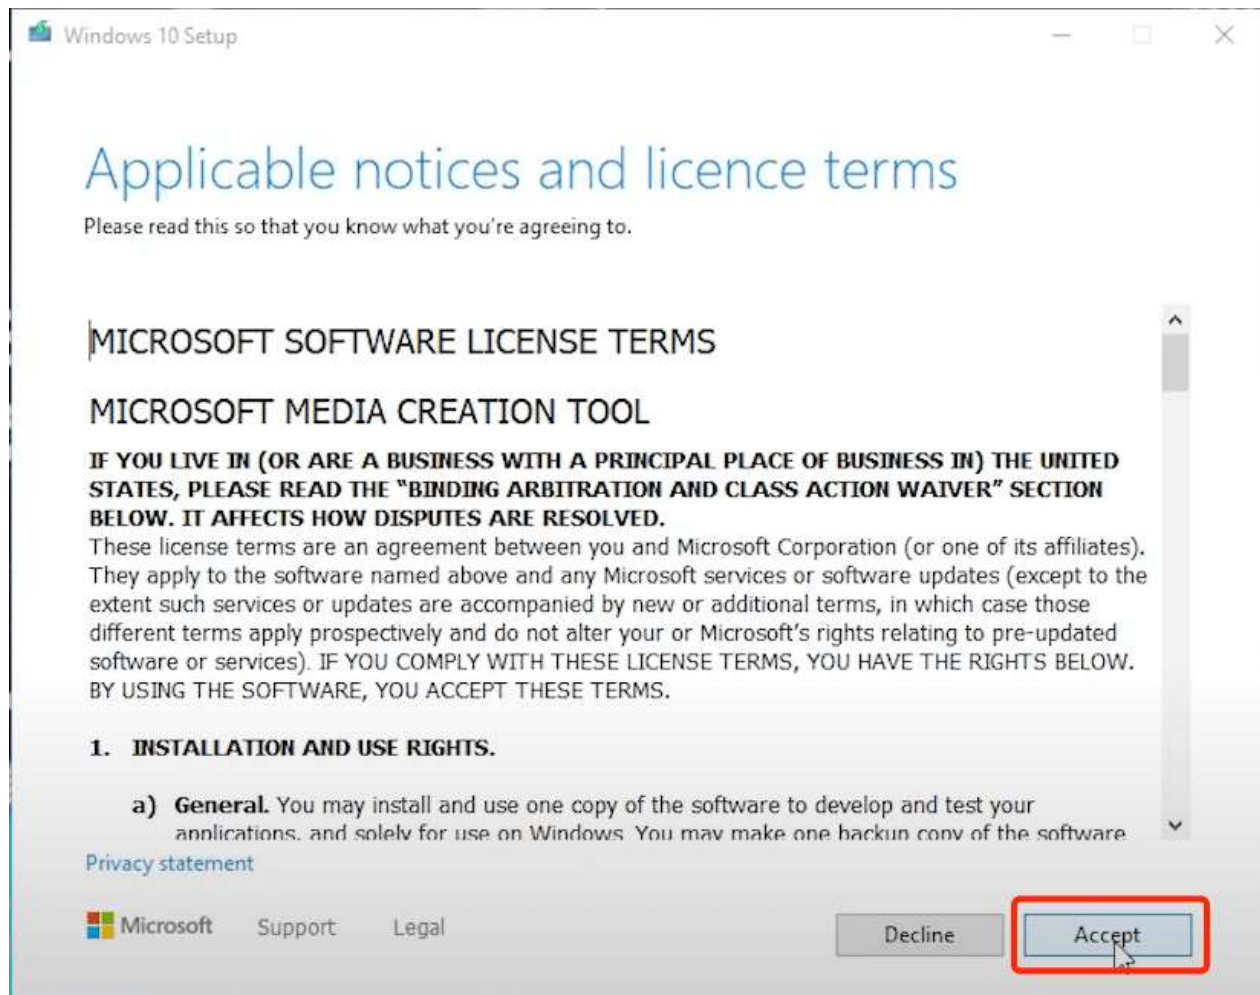 Windows 10 Setup
Applicable notices and licence terms
Please read this so that you know what you're agreeing to.
MICROSOFT SOFTWARE LICENSE TERMS
MICROSOFT MEDIA CREATION TOOL
IF YOU LIVE IN (OR ARE A BUSINESS WITH A PRINCIPAL PLACE OF BUSINESS IN) THE UNITED
STATES, PLEASE READ THE “BINDING ARBITRATION AND CLASS ACTION WAIVER” SECTION
BELOW. IT AFFECTS HOW DISPUTES ARE RESOLVED.
These license terms are an agreement between you and Microsoft Corporation (or one of its affiliates).
They apply to the software named above and any Microsoft services or software updates (except to the
extent such services or updates are accompanied by new or additional terms, in which case those
different terms apply prospectively and do not alter your or Microsoft’s rights relating to pre-updated
software or services). IF YOU COMPLY WITH THESE LICENSE TERMS, YOU HAVE THE RIGHTS BELOW.
BY USING THE SOFTWARE, YOU ACCEPT THESE TERMS.
1. INSTALLATION AND USE RIGHTS.
a) General. You may install and use one copy of the software to develop and test your
applications, and solely for use on Windows. You may make one backup copy of the software
Privacy statement
Microsoft Support Legal
Decline Accept